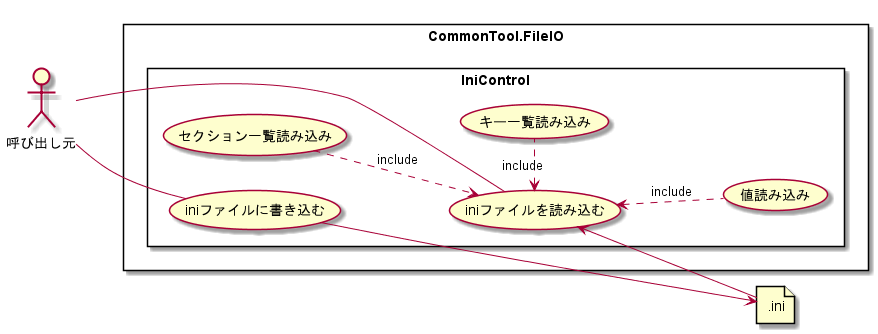 CommonTool.FileIO
IniControl
呼び出し元
セクション一覧読み込み
キー一覧読み込み
include
include
include
値読み込み
iniファイルに書き込む
iniファイルを読み込む
.ini